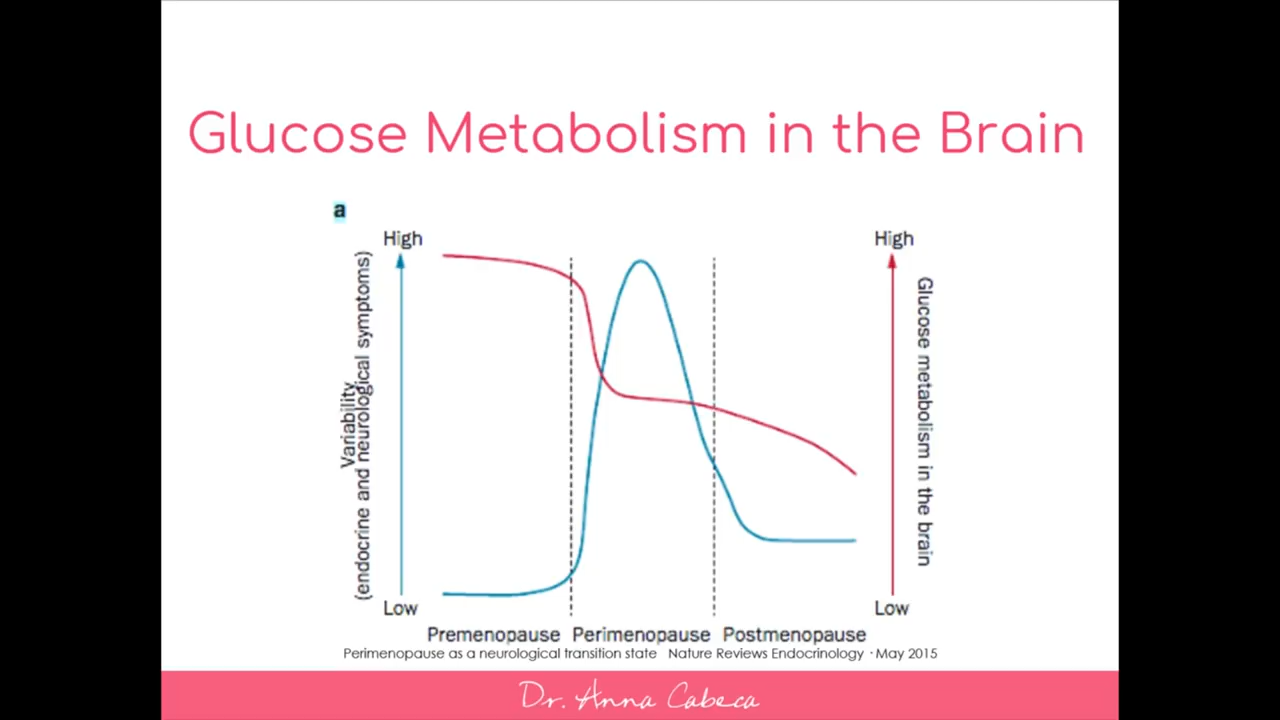 Glucose Metabolism in the Brain
a
High
High
Variability
(endocrine and neurological symptoms)
Glucose metabolism in the brain
Low
Low
Premenopause Perimenopause Postmenopause
Perimenopause as a neurological transition state Nature Reviews Endocrinology · May 2015
Dr. Anna Cabeca